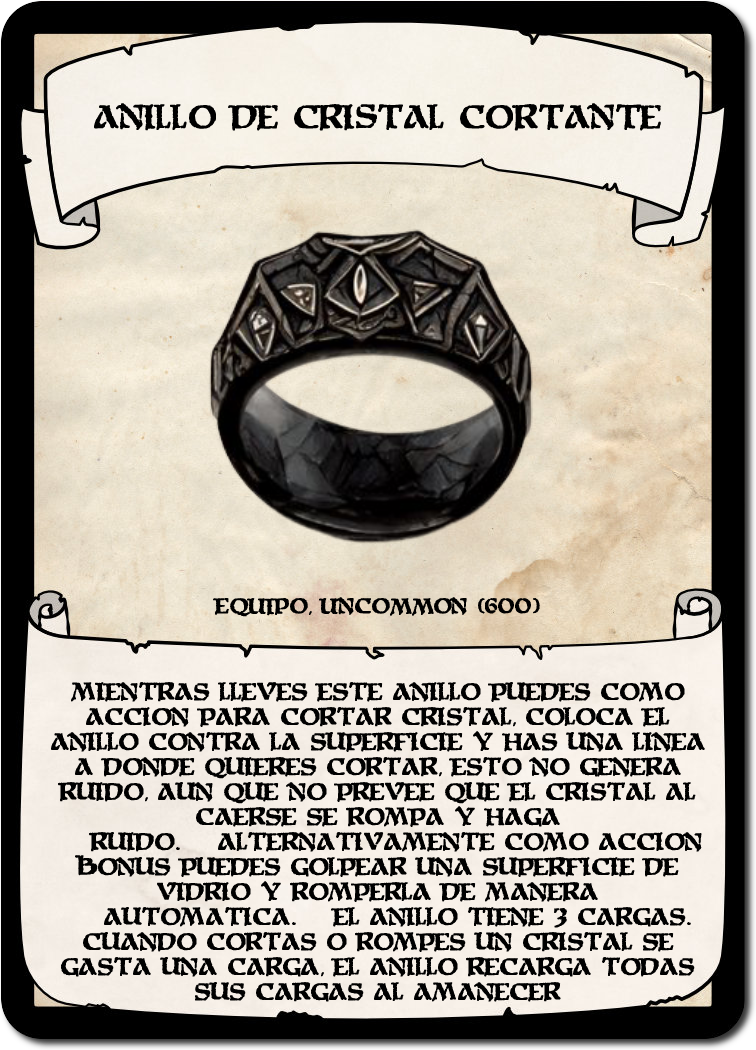 ANILLO DE CRISTAL CORTANTE
EQUIPO, UNCOMMON (600)
MIENTRAS LLEVES ESTE ANILLO PUEDES COMO
ACCION PARA CORTAR CRISTAL, COLOCA EL
ANILLO CONTRA LA SUPERFICIE Y HAS UNA LINEA
A DONDE QUIERES CORTAR, ESTO NO GENERA
RUIDO, AUN QUE NO PREVEE QUE EL CRISTAL AL
CAERSE SE ROMPA Y HAGA
RUIDO. ALTERNATIVAMENTE COMO ACCION
BONUS PUEDES GOLPEAR UNA SUPERFICIE DE
VIDRIO Y ROMPERLA DE MANERA
AUTOMATICA. EL ANILLO TIENE 3 CARGAS.
CUANDO CORTAS O ROMPES UN CRISTAL SE
GASTA UNA CARGA, EL ANILLO RECARGA TODAS
SUS CARGAS AL AMANECER